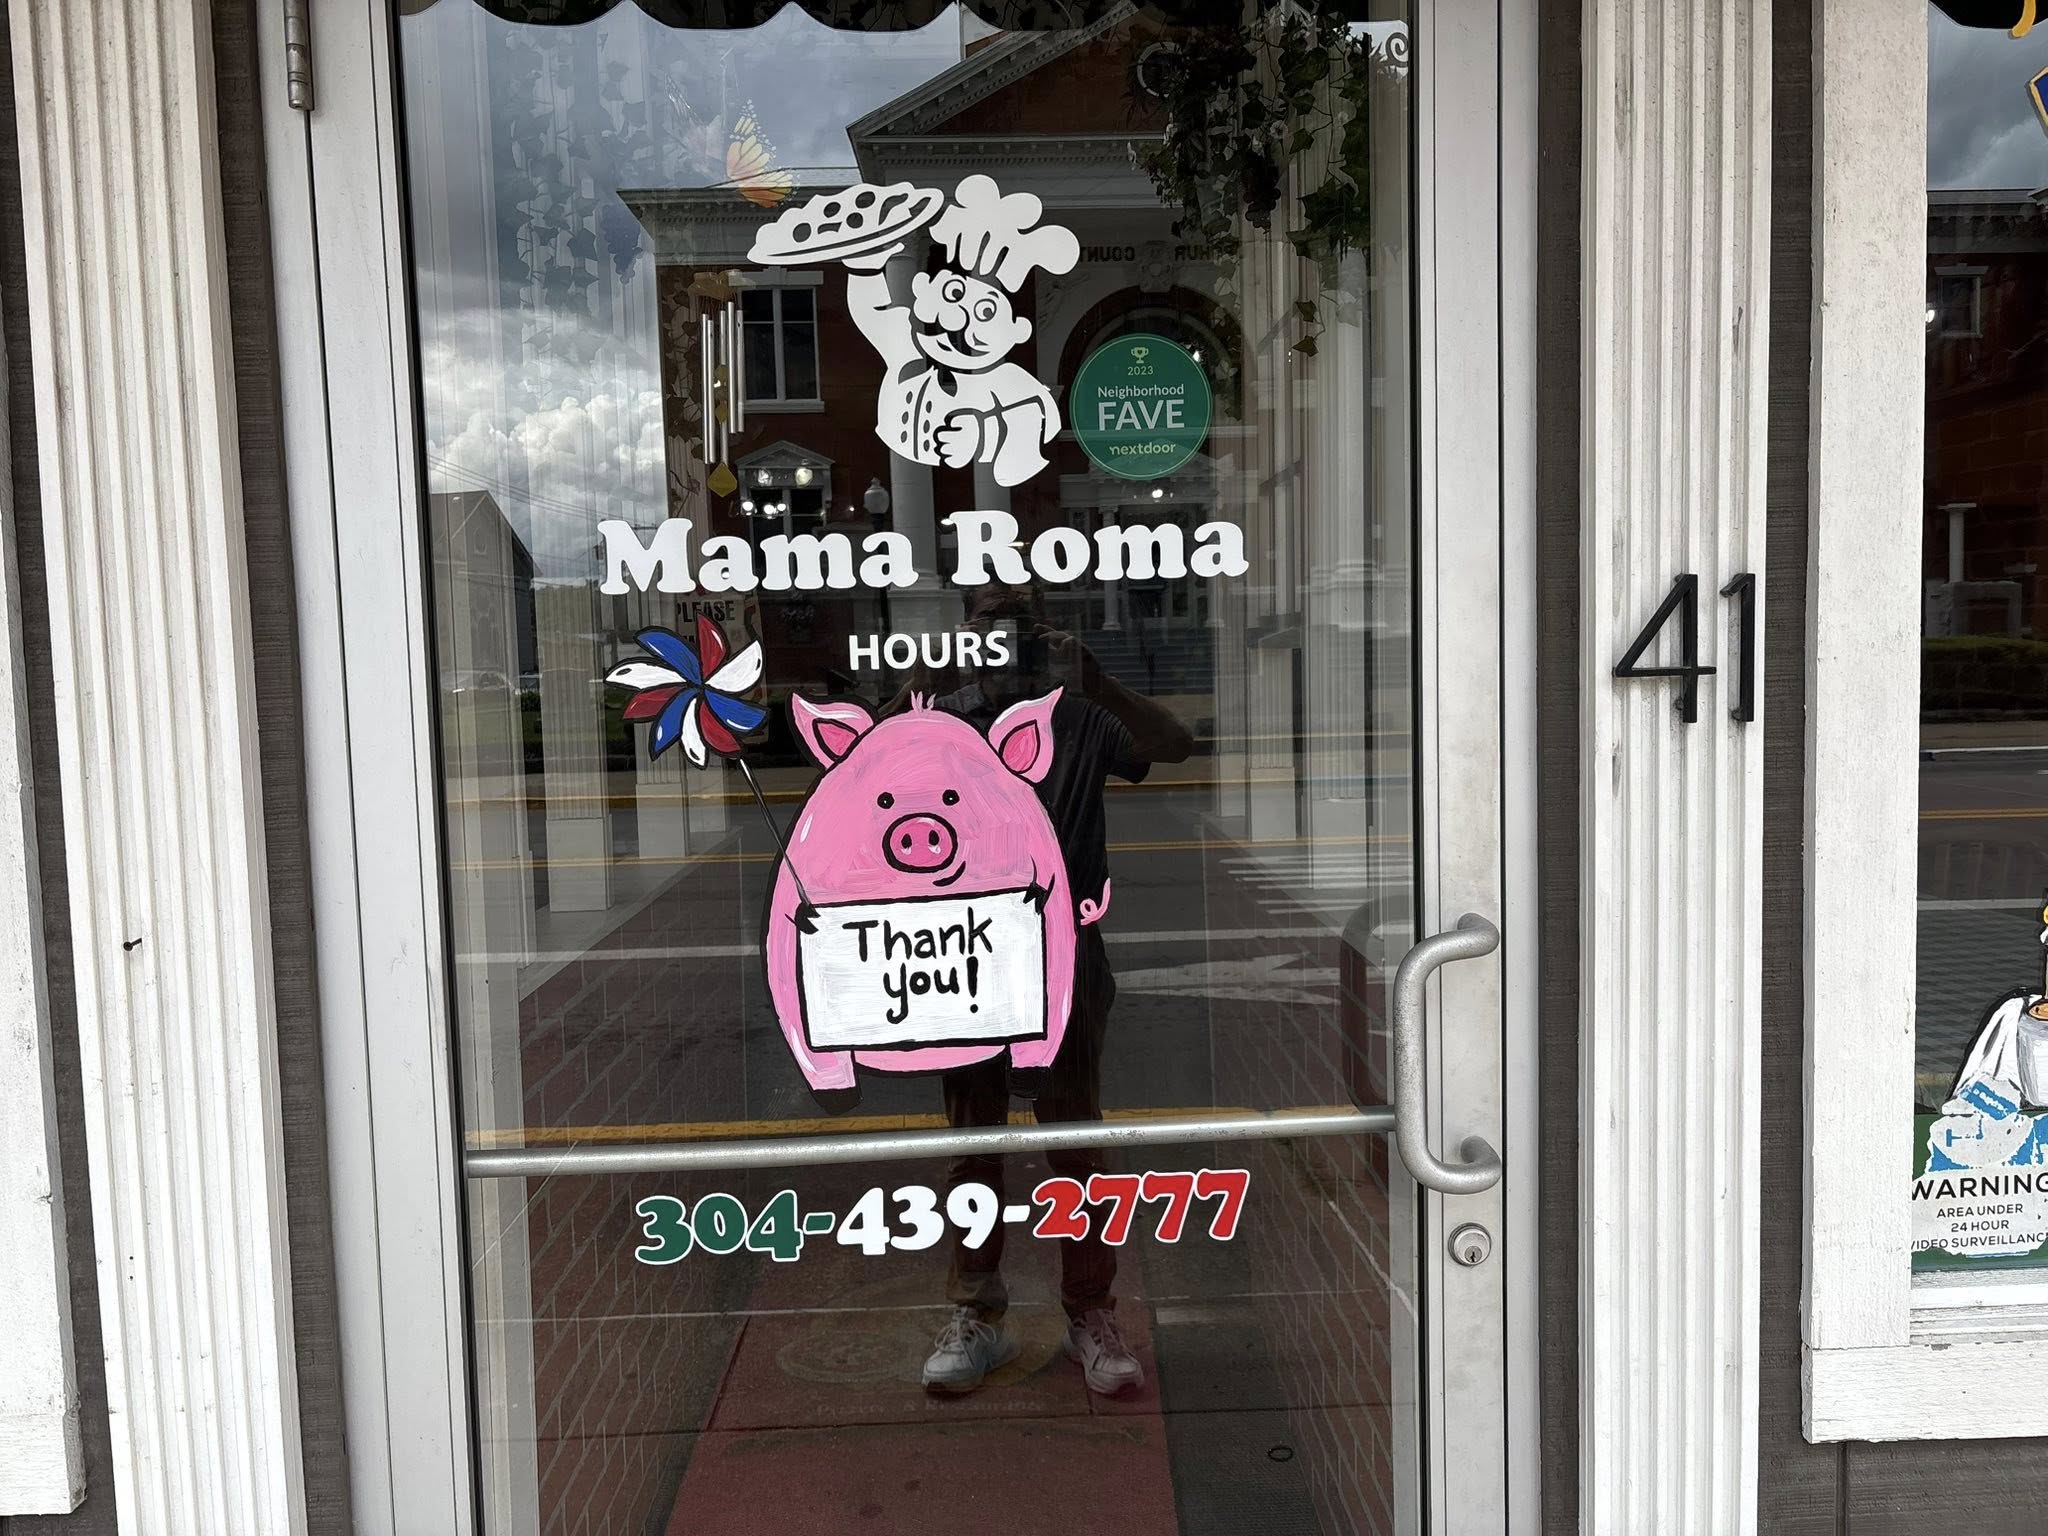 2023
Neighborhood
FAVE
nextdoor
Mama Roma
PLEASE
HOURS
41
Thank
you!
304-439-2777
WARNING
AREA UNDER
24 HOUR
VIDEO SURVEILLANCE